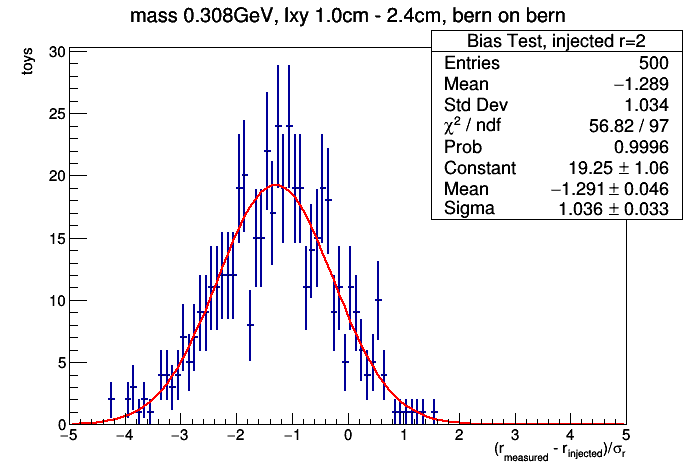 mass 0.308GeV, lxy 1.0cm - 2.4cm, bern on bern
toys
Bias Test, injected r=2
Entries 500
Mean −1.289
Std Dev 1.034
χ² / ndf 56.82 / 97
Prob 0.9996
Constant 19.25 ± 1.06
Mean −1.291 ± 0.046
Sigma 1.036 ± 0.033
30
25
20
15
10
5
0
−5 −4 −3 −2 −1 0 1 2 3 4 5
(r_measured - r_injected)/σ_r